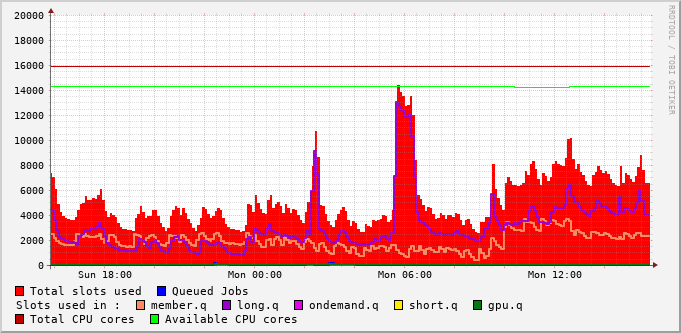 20000
18000
16000
14000
12000
10000
8000
6000
4000
2000
0
Sun 18:00 Mon 00:00 Mon 06:00 Mon 12:00
RRDTOOL / TOBI OETIKER
Total slots used Queued Jobs
Slots used in : member.q long.q ondemand.q short.q gpu.q
Total CPU cores Available CPU cores